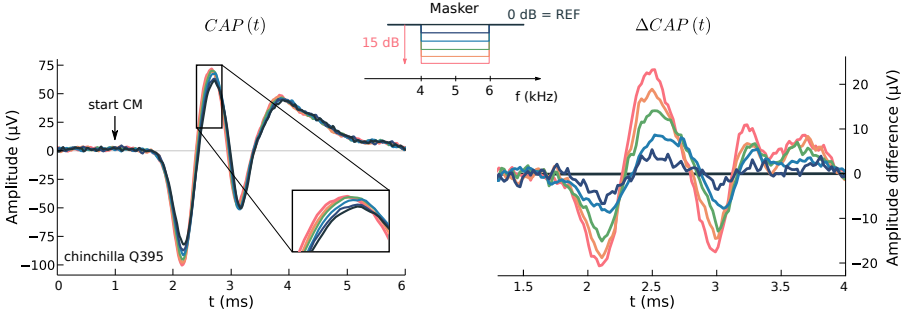 CAP(t)
Masker
0 dB = REF
ΔCAP(t)
15 dB
4 6
f (kHz)
75
50
25
0
−25
−50
−75
−100
Amplitude (µV)
start CM
chinchilla Q395
0 1 2 3 4 5 6
t (ms)
20
10
0
−10
−20
Amplitude difference (µV)
1.5 2 2.5 3 3.5 4
t (ms)